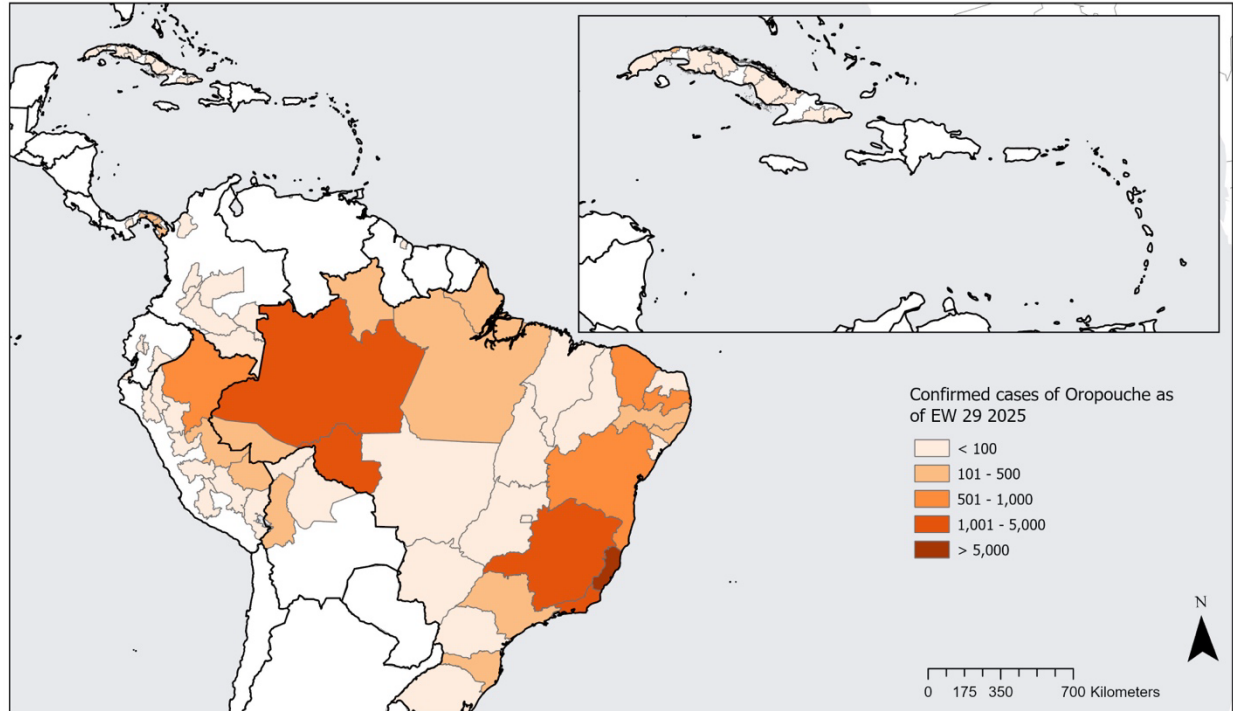 Confirmed cases of Oropouche as
of EW 29 2025
< 100
101 - 500
501 - 1,000
1,001 - 5,000
> 5,000
N
0 175 350 700 Kilometers